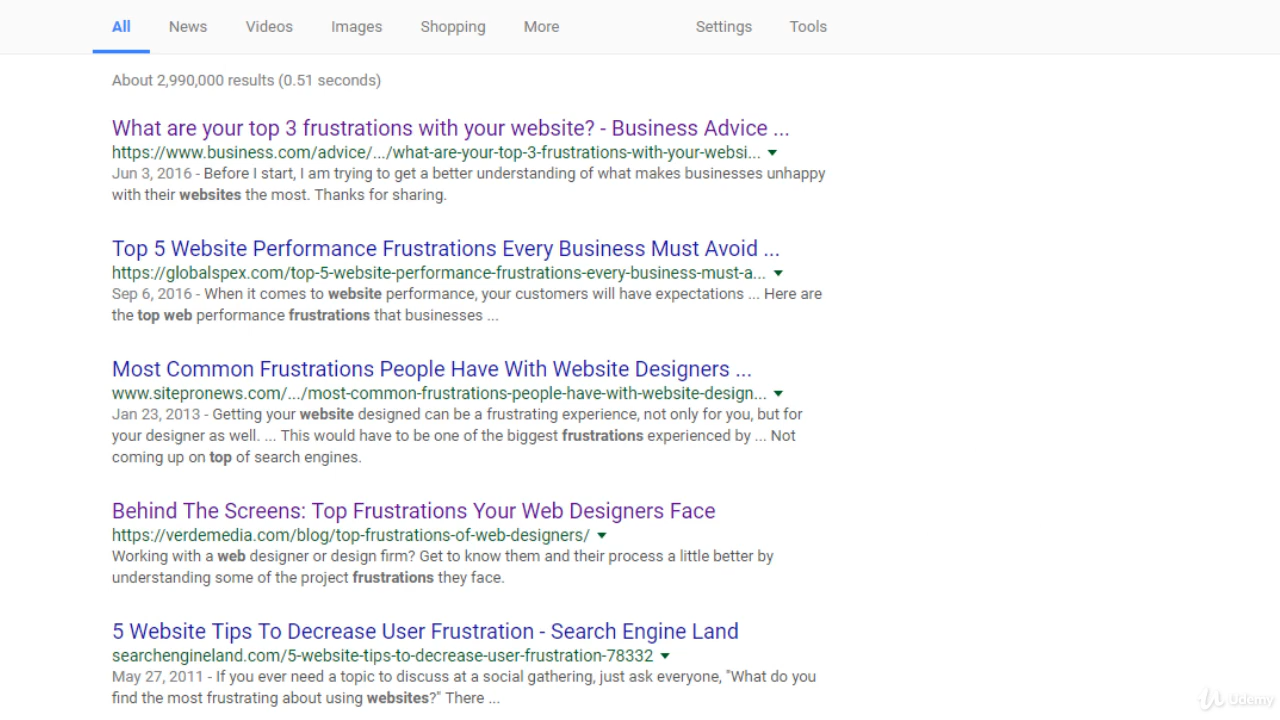 All News Videos Images Shopping More Settings Tools
About 2,990,000 results (0.51 seconds)
What are your top 3 frustrations with your website? - Business Advice ...
https://www.business.com/advice/.../what-are-your-top-3-frustrations-with-your-websi...
Jun 3, 2016 - Before I start, I am trying to get a better understanding of what makes businesses unhappy
with their websites the most. Thanks for sharing.
Top 5 Website Performance Frustrations Every Business Must Avoid ...
https://globalspex.com/top-5-website-performance-frustrations-every-business-must-a...
Sep 6, 2016 - When it comes to website performance, your customers will have expectations ... Here are
the top web performance frustrations that businesses ...
Most Common Frustrations People Have With Website Designers ...
www.sitepronews.com/.../most-common-frustrations-people-have-with-website-design...
Jan 23, 2013 - Getting your website designed can be a frustrating experience, not only for you, but for
your designer as well. ... This would have to be one of the biggest frustrations experienced by ... Not
coming up on top of search engines.
Behind The Screens: Top Frustrations Your Web Designers Face
https://verdemedia.com/blog/top-frustrations-of-web-designers/
Working with a web designer or design firm? Get to know them and their process a little better by
understanding some of the project frustrations they face.
5 Website Tips To Decrease User Frustration - Search Engine Land
searchengineland.com/5-website-tips-to-decrease-user-frustration-78332
May 27, 2011 - If you ever need a topic to discuss at a social gathering, just ask everyone, "What do you
find the most frustrating about using websites?" There ...
Udemy